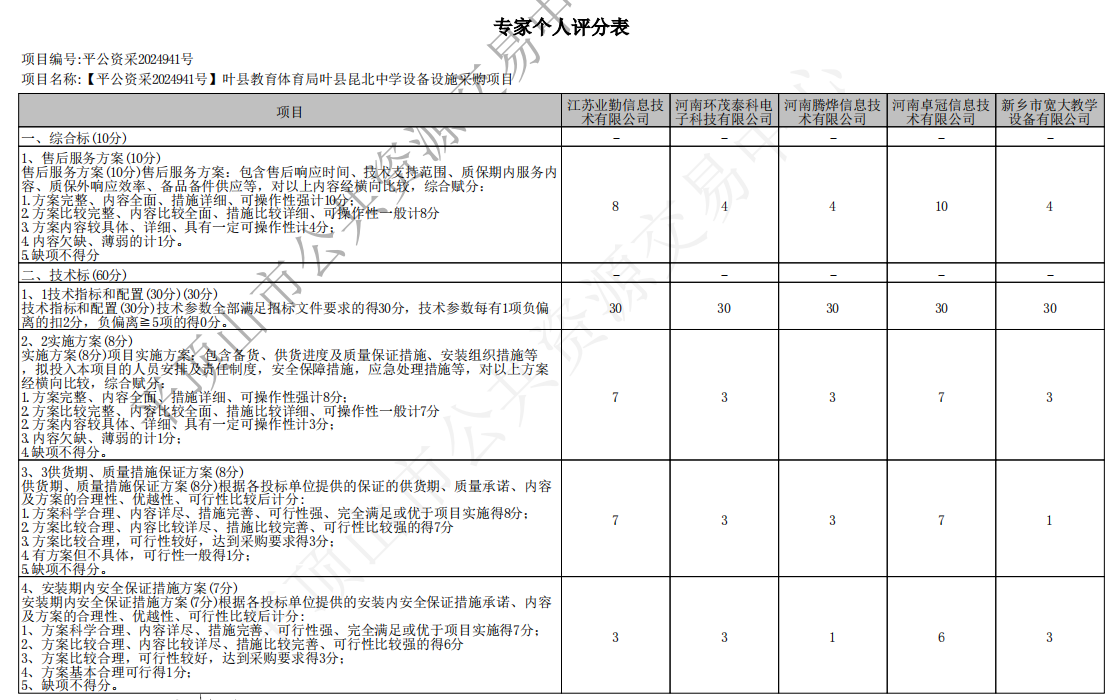 专家个人评分表
项目编号:平公资采2024941号
项目名称:【平公资采2024941号】叶县教育体育局叶县昆北中学设备设施采购项目
项目
江苏业勤信息技
术有限公司
河南环茂泰科电
子科技有限公司
河南腾烨信息技
术有限公司
河南卓冠信息技
术有限公司
新乡市宽大教学
设备有限公司
一、综合标(10分)
－ － － － －
1、售后服务方案(10分)
售后服务方案(10分)售后服务方案：包含售后响应时间、技术支持范围、质保期内服务内
容、质保外响应效率、备品备件供应等，对以上内容经横向比较，综合赋分：
1.方案完整、内容全面、措施详细、可操作性强计10分；
2.方案比较完整、内容比较全面、措施比较详细、可操作性一般计8分
3.方案内容较具体、详细、具有一定可操作性计4分；
4.内容欠缺、薄弱的计1分。
5.缺项不得分
8 4 4 10 4
二、技术标(60分)
－ － － － －
1、1技术指标和配置(30分)(30分)
技术指标和配置(30分)技术参数全部满足招标文件要求的得30分，技术参数每有1项负偏
离的扣2分，负偏离≧5项的得0分。
30 30 30 30 30
2、2实施方案(8分)
实施方案(8分)项目实施方案：包含备货、供货进度及质量保证措施、安装组织措施等
，拟投入本项目的人员安排及责任制度，安全保障措施，应急处理措施等，对以上方案
经横向比较，综合赋分：
1.方案完整、内容全面、措施详细、可操作性强计8分；
2.方案比较完整、内容比较全面、措施比较详细、可操作性一般计7分
2.方案内容较具体、详细、具有一定可操作性计3分；
3.内容欠缺、薄弱的计1分；
4.缺项不得分。
7 3 3 7 3
3、3供货期、质量措施保证方案(8分)
供货期、质量措施保证方案(8分)根据各投标单位提供的保证的供货期、质量承诺、内容
及方案的合理性、优越性、可行性比较后计分:
1.方案科学合理、内容详尽、措施完善、可行性强、完全满足或优于项目实施得8分；
2.方案比较合理、内容比较详尽、措施比较完善、可行性比较强的得7分
3.方案比较合理，可行性较好，达到采购要求得3分；
4.有方案但不具体，可行性一般得1分；
5.缺项不得分。
7 3 3 7 1
4、安装期内安全保证措施方案(7分)
安装期内安全保证措施方案(7分)根据各投标单位提供的安装内安全保证措施承诺、内容
及方案的合理性、优越性、可行性比较后计分:
1、方案科学合理、内容详尽、措施完善、可行性强、完全满足或优于项目实施得7分；
2、方案比较合理、内容比较详尽、措施比较完善、可行性比较强的得6分
3、方案比较合理，可行性较好，达到采购要求得3分；
4、方案基本合理可行得1分；
5、缺项不得分。
3 3 1 6 3
平顶山市公共资源交易中
顶山市公共资源交易中心